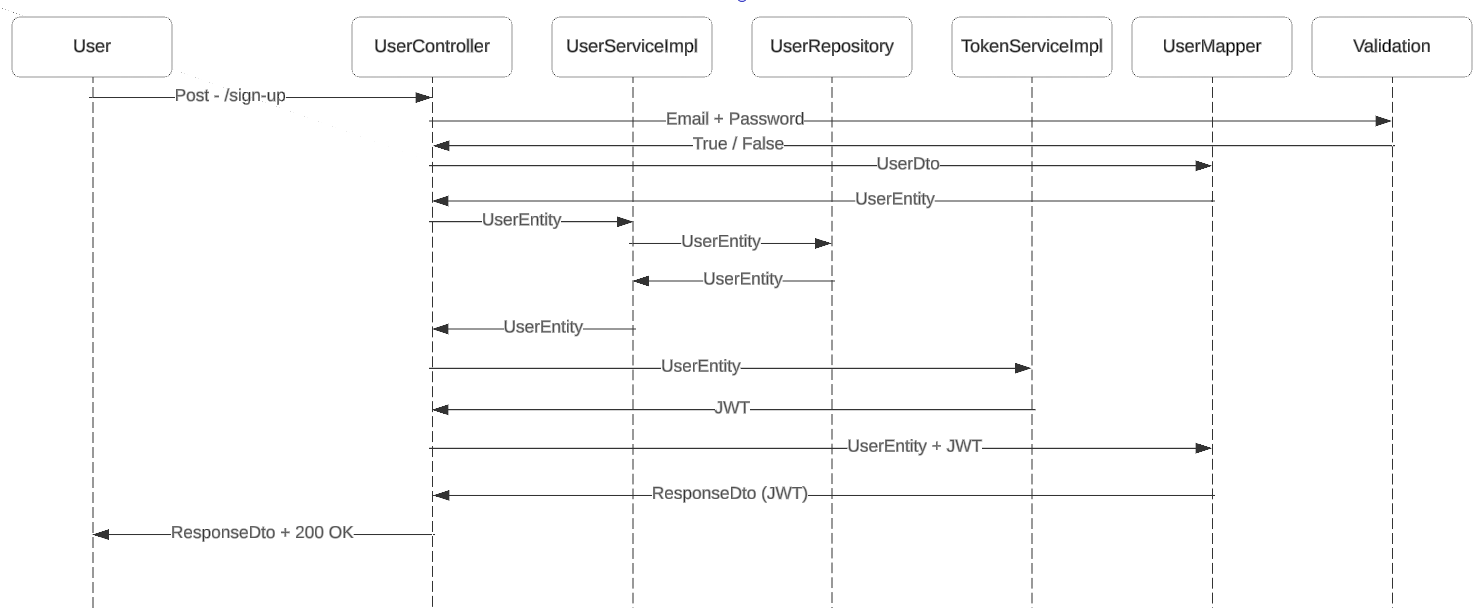 User
UserController
UserServiceImpl
UserRepository
TokenServiceImpl
UserMapper
Validation
Post - /sign-up
Email + Password
True / False
UserDto
UserEntity
UserEntity
UserEntity
UserEntity
UserEntity
UserEntity
JWT
UserEntity + JWT
ResponseDto (JWT)
ResponseDto + 200 OK